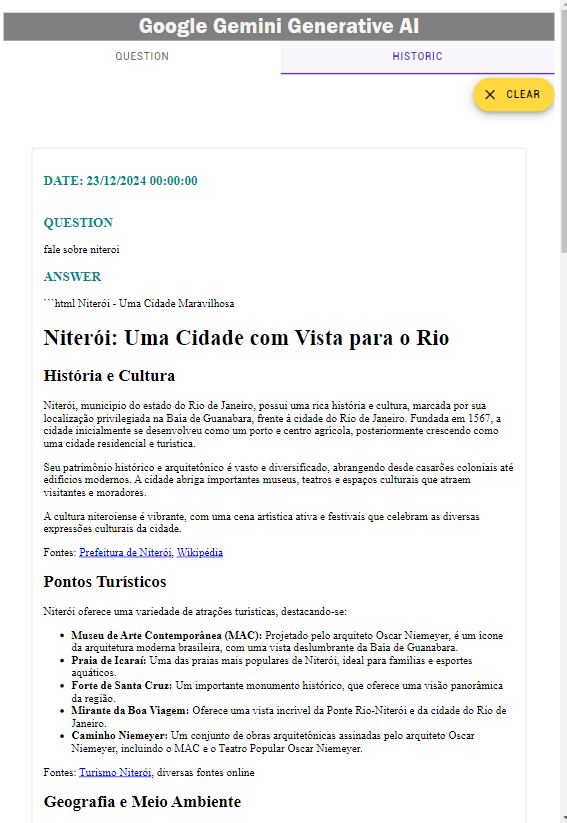 Google Gemini Generative AI
QUESTION
HISTORIC
CLEAR
DATE: 23/12/2024 00:00:00
QUESTION
fale sobre niteroi
ANSWER
```html Niterói - Uma Cidade Maravilhosa
Niterói: Uma Cidade com Vista para o Rio
História e Cultura
Niterói, município do estado do Rio de Janeiro, possui uma rica história e cultura, marcada por sua
localização privilegiada na Baía de Guanabara, frente à cidade do Rio de Janeiro. Fundada em 1567, a
cidade inicialmente se desenvolveu como um porto e centro agrícola, posteriormente crescendo como
uma cidade residencial e turística.
Seu patrimônio histórico e arquitetônico é vasto e diversificado, abrangendo desde casarões coloniais até
edifícios modernos. A cidade abriga importantes museus, teatros e espaços culturais que atraem
visitantes e moradores.
A cultura niteroiense é vibrante, com uma cena artística ativa e festivais que celebram as diversas
expressões culturais da cidade.
Fontes: Prefeitura de Niterói, Wikipédia
Pontos Turísticos
Niterói oferece uma variedade de atrações turísticas, destacando-se:
• Museu de Arte Contemporânea (MAC): Projetado pelo arquiteto Oscar Niemeyer, é um ícone
da arquitetura moderna brasileira, com uma vista deslumbrante da Baía de Guanabara.
• Praia de Icaraí: Uma das praias mais populares de Niterói, ideal para famílias e esportes
aquáticos.
• Forte de Santa Cruz: Um importante monumento histórico, que oferece uma visão panorâmica
da região.
• Mirante da Boa Viagem: Oferece uma vista incrível da Ponte Rio-Niterói e da cidade do Rio de
Janeiro.
• Caminho Niemeyer: Um conjunto de obras arquitetônicas assinadas pelo arquiteto Oscar
Niemeyer, incluindo o MAC e o Teatro Popular Oscar Niemeyer.
Fontes: Turismo Niterói, diversas fontes online
Geografia e Meio Ambiente